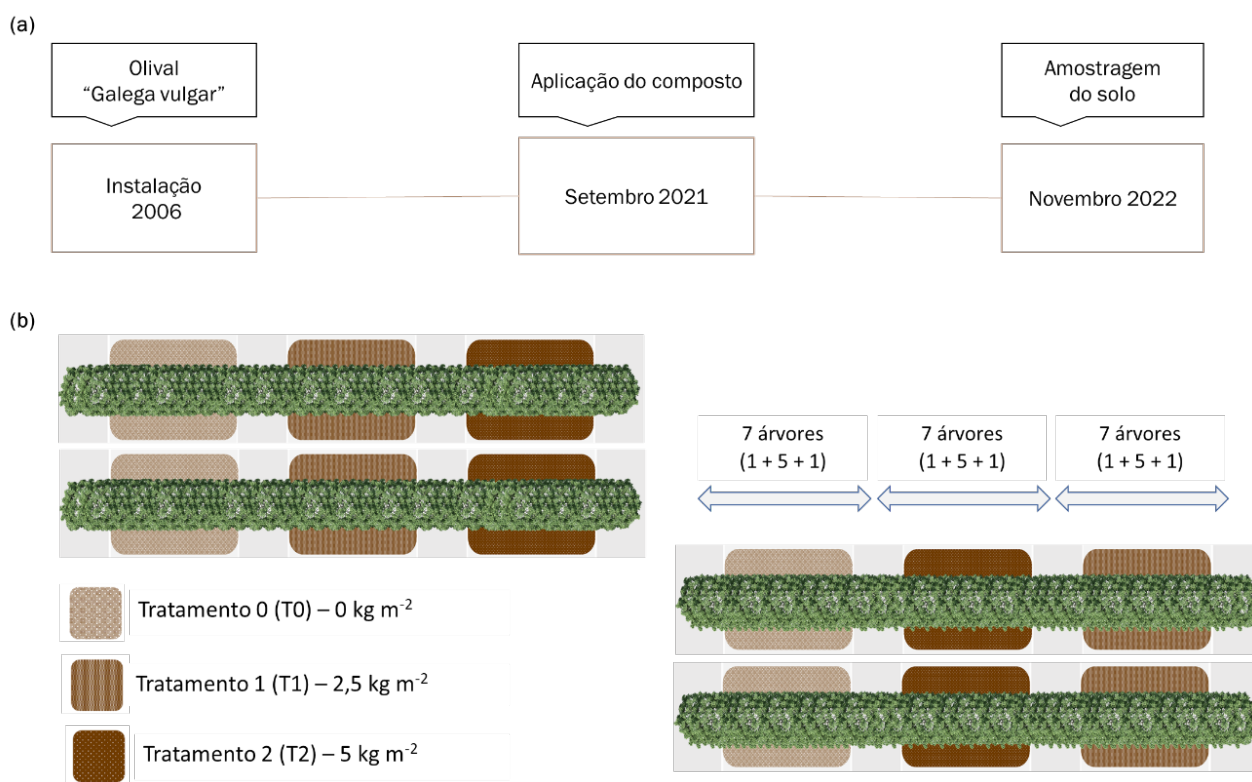 (a)
Olival
“Galega vulgar”
Aplicação do composto
Amostragem
do solo
Instalação
2006
Setembro 2021
Novembro 2022
(b)
7 árvores
(1 + 5 + 1)
7 árvores
(1 + 5 + 1)
7 árvores
(1 + 5 + 1)
Tratamento 0 (T0) – 0 kg m⁻²
Tratamento 1 (T1) – 2,5 kg m⁻²
Tratamento 2 (T2) – 5 kg m⁻²